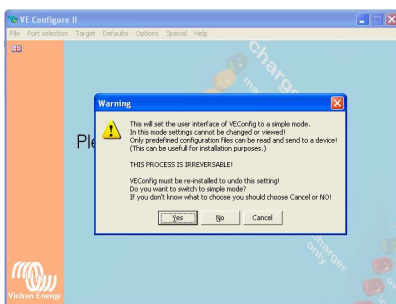 VE Configure II
File Port selection Target Defaults Options Special Help
charger
Warning
This will set the user interface of VEConfig to a simple mode.
In this mode settings cannot be changed or viewed!
Only predefined configuration files can be read and send to a device!
(This can be useful for installation purposes.)
THIS PROCESS IS IRREVERSABLE!
VEConfig must be re-installed to undo this setting!
Do you want to switch to simple mode?
If you don't know what to choose you should choose Cancel or NO!
Yes No Cancel
charger
only
Victron Energy